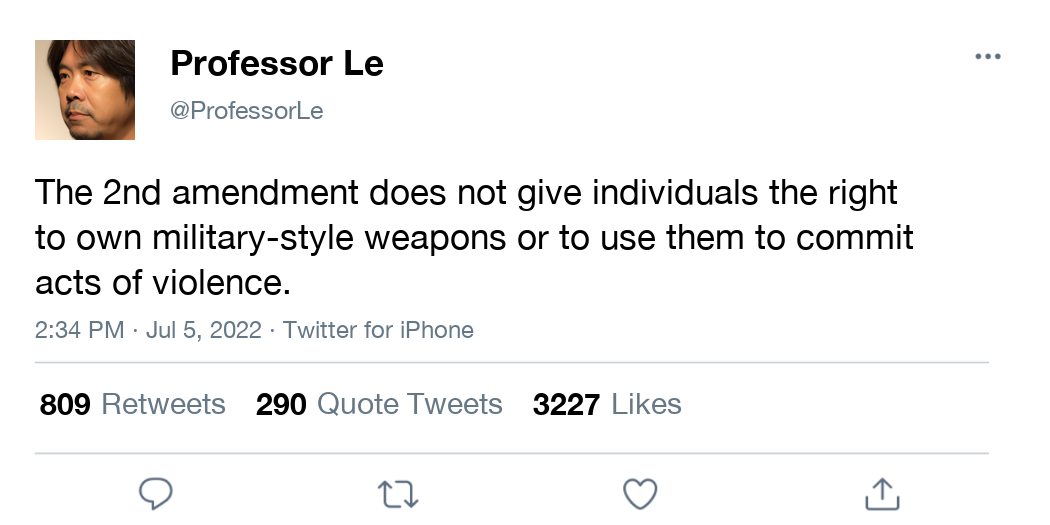 Professor Le
@ProfessorLe
The 2nd amendment does not give individuals the right
to own military-style weapons or to use them to commit
acts of violence.
2:34 PM · Jul 5, 2022 · Twitter for iPhone
809 Retweets 290 Quote Tweets 3227 Likes